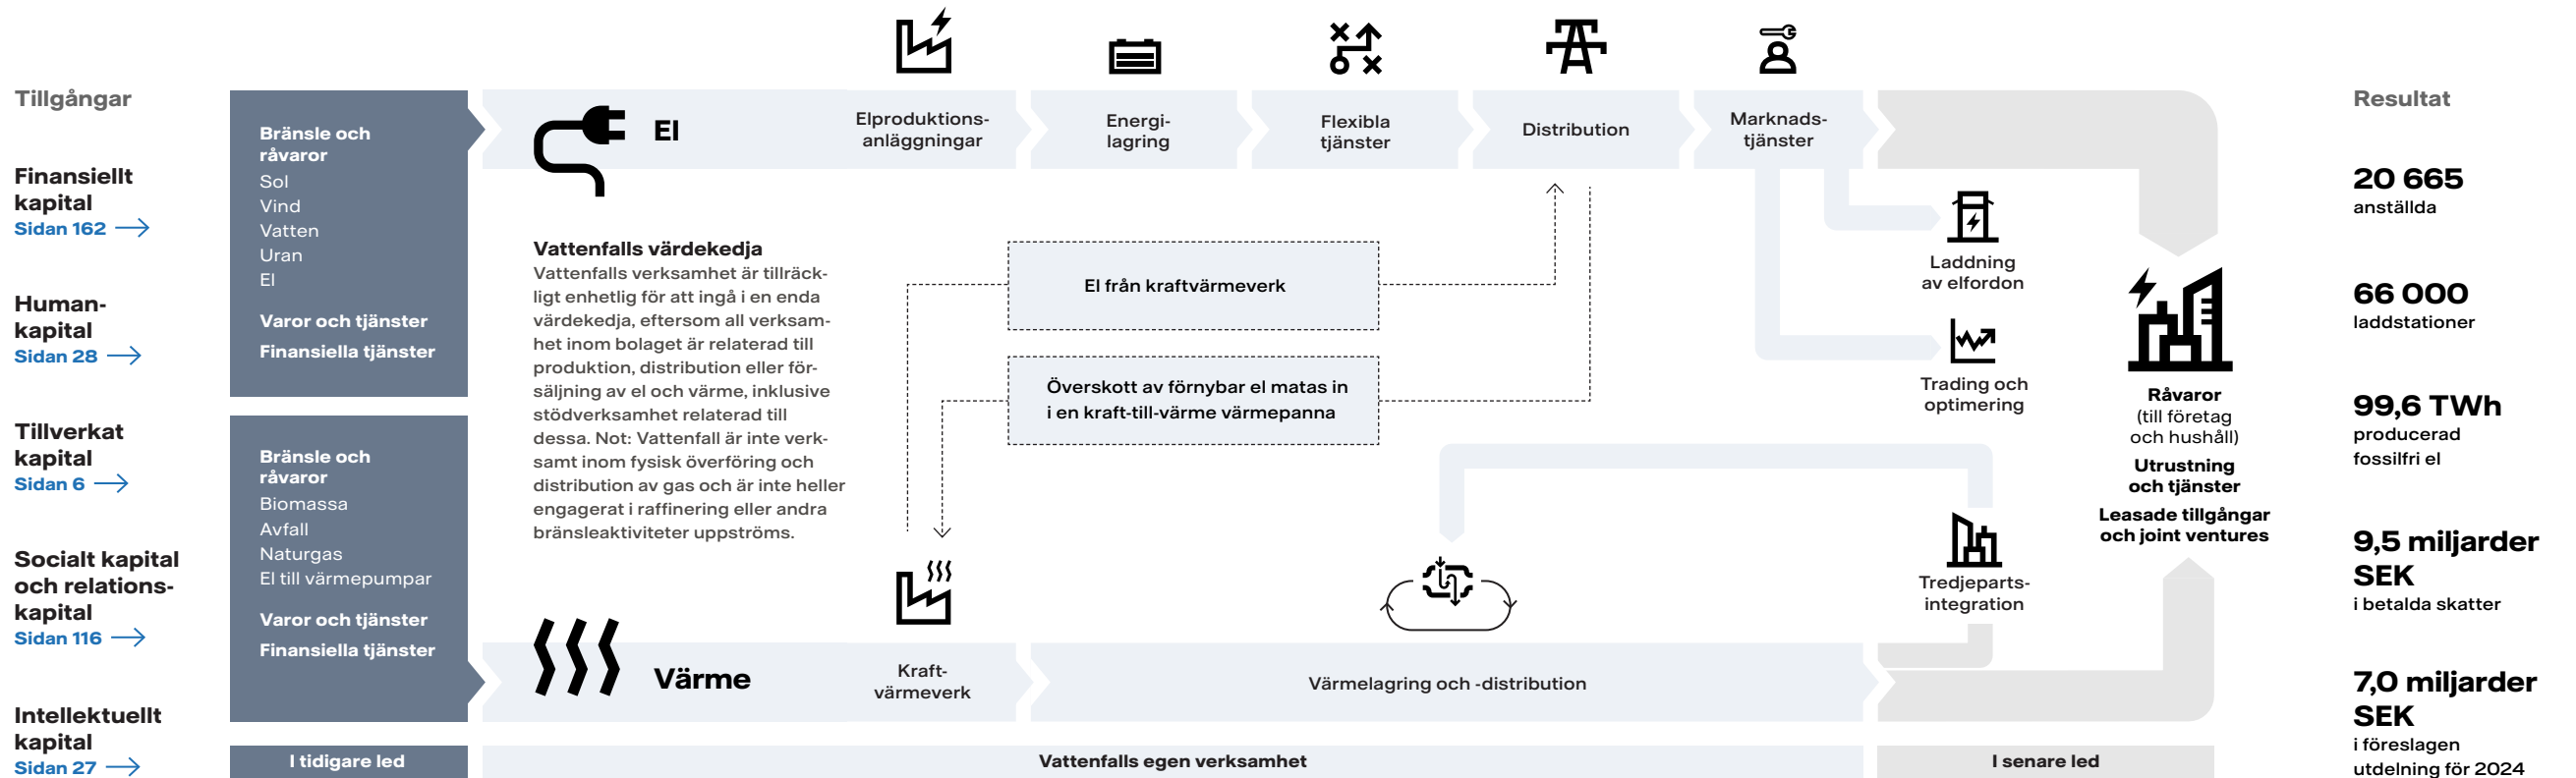 Tillgångar
Finansiellt
kapital
Sidan 162
Human-
kapital
Sidan 28
Tillverkat
kapital
Sidan 6
Socialt kapital
och relations-
kapital
Sidan 116
Intellektuellt
kapital
Sidan 27
Bränsle och
råvaror
Sol
Vind
Vatten
Uran
El
Varor och tjänster
Finansiella tjänster
Bränsle och
råvaror
Biomassa
Avfall
Naturgas
El till värmepumpar
Varor och tjänster
Finansiella tjänster
I tidigare led
El
Elproduktions-
anläggningar
Energi-
lagring
Flexibla
tjänster
Distribution
Marknads-
tjänster
Vattenfalls värdekedja
Vattenfalls verksamhet är tillräck-
ligt enhetlig för att ingå i en enda
värdekedja, eftersom all verksam-
het inom bolaget är relaterad till
produktion, distribution eller för-
säljning av el och värme, inklusive
stödverksamhet relaterad till
dessa. Not: Vattenfall är inte verk-
samt inom fysisk överföring och
distribution av gas och är inte heller
engagerat i raffinering eller andra
bränsleaktiviteter uppströms.
El från kraftvärmeverk
Överskott av förnybar el matas in
i en kraft-till-värme värmepanna
Laddning
av elfordon
Trading och
optimering
Tredjeparts-
integration
Värme
Kraft-
värmeverk
Värmelagring och -distribution
Vattenfalls egen verksamhet
Råvaror
(till företag
och hushåll)
Utrustning
och tjänster
Leasade tillgångar
och joint ventures
I senare led
Resultat
20 665
anställda
66 000
laddstationer
99,6 TWh
producerad
fossilfri el
9,5 miljarder
SEK
i betalda skatter
7,0 miljarder
SEK
i föreslagen
utdelning för 2024